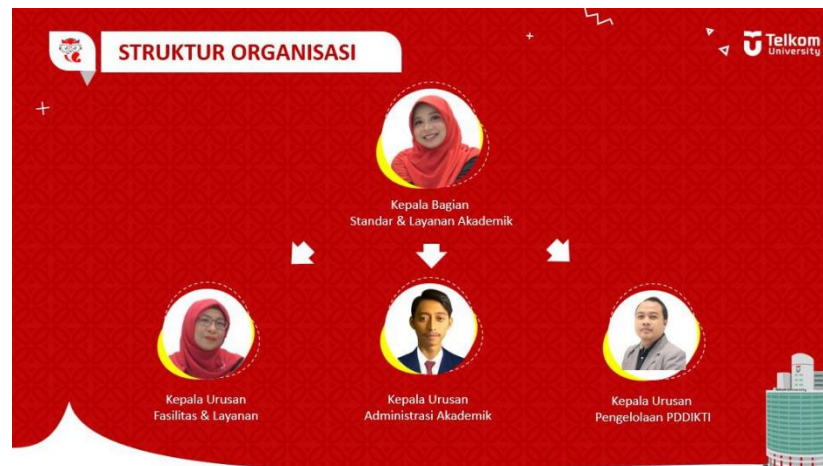 STRUKTUR ORGANISASI
Telkom
University
Kepala Bagian
Standar & Layanan Akademik
Kepala Urusan
Fasilitas & Layanan
Kepala Urusan
Administrasi Akademik
Kepala Urusan
Pengelolaan PDDIKTI